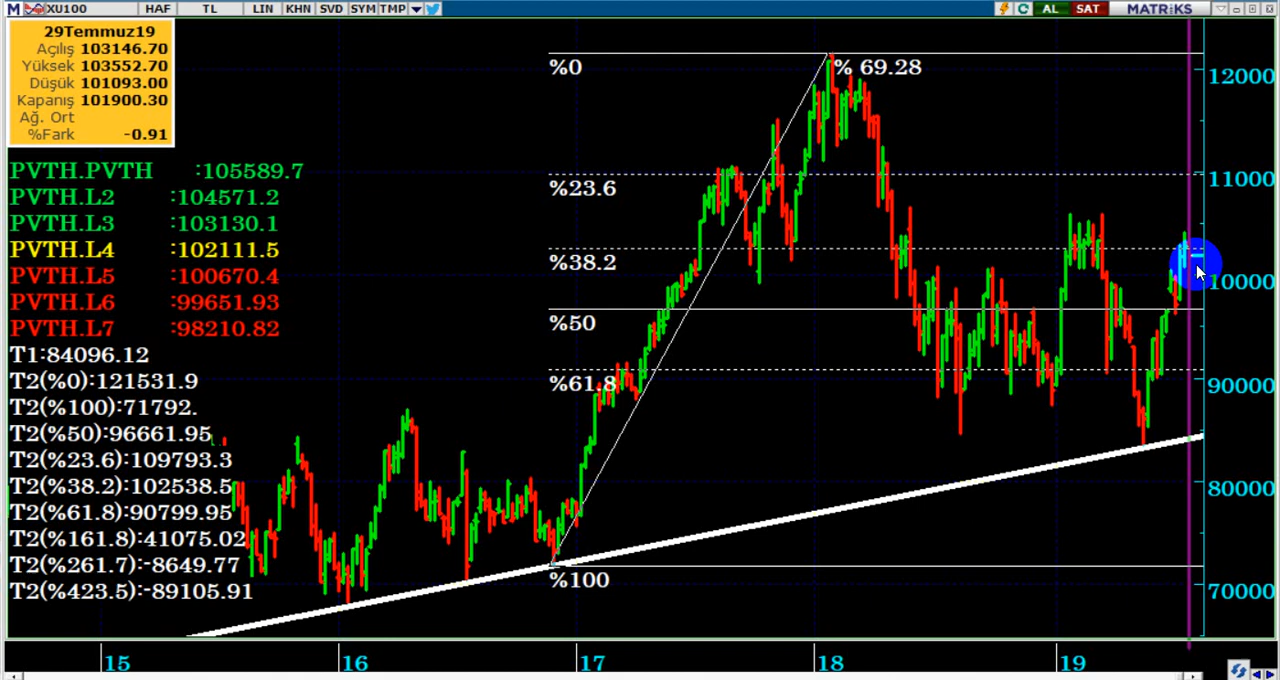 M XU100 HAF TL LIN KHN SVD SYM TMP AL SAT MATRİKS
29Temmuz19
Açılış 103146.70
Yüksek 103552.70
Düşük 101093.00
Kapanış 101900.30
Ağ. Ort
%Fark -0.91
PVTH.PVTH :105589.7
PVTH.L2 :104571.2
PVTH.L3 :103130.1
PVTH.L4 :102111.5
PVTH.L5 :100670.4
PVTH.L6 :99651.93
PVTH.L7 :98210.82
T1:84096.12
T2(%0):121531.9
T2(%100):71792.
T2(%50):96661.95
T2(%23.6):109793.3
T2(%38.2):102538.5
T2(%61.8):90799.95
T2(%161.8):41075.02
T2(%261.7):-8649.77
T2(%423.5):-89105.91
%0
% 69.28
%23.6
%38.2
%50
%61.8
%100
12000
11000
10000
90000
80000
70000
15 16 17 18 19